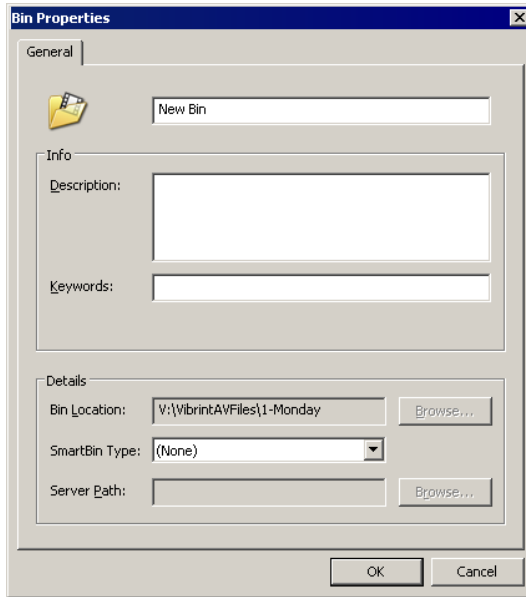 Bin Properties
General
New Bin
Info
Description:
Keywords:
Details
Bin Location: V:\VibrintAVFiles\1-Monday Browse...
SmartBin Type: (None)
Server Path: Browse...
OK Cancel